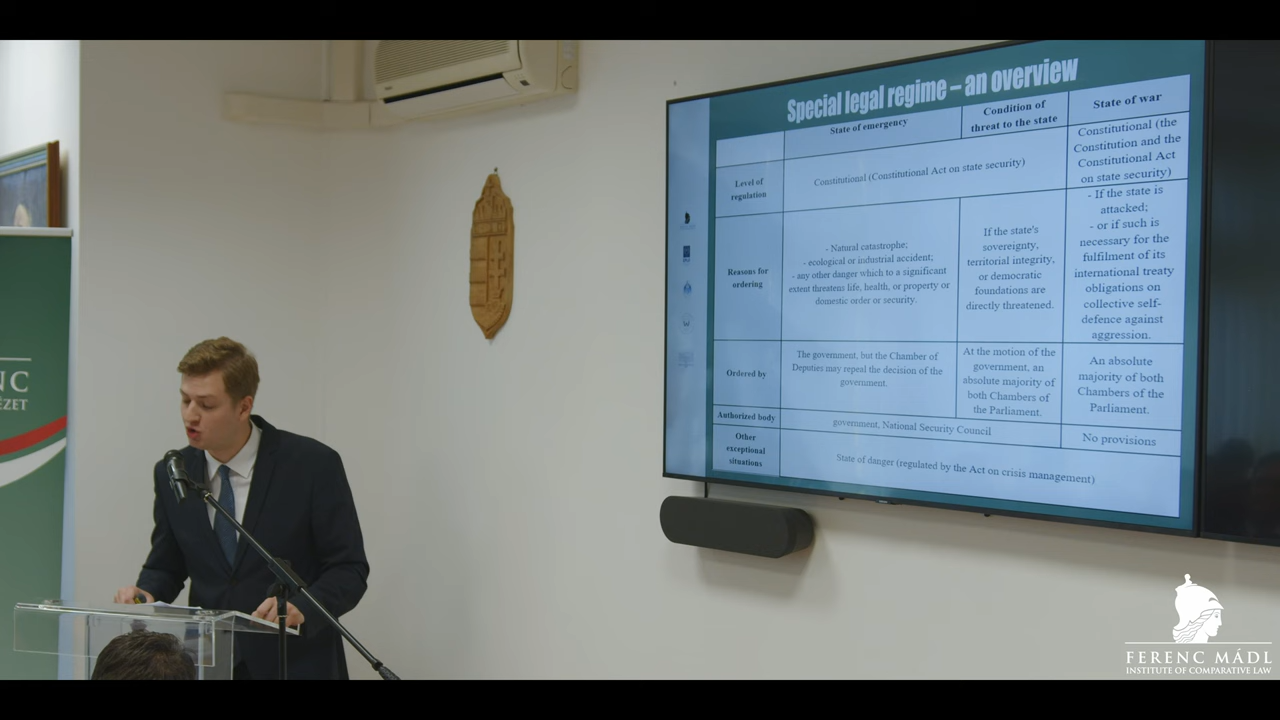 Special legal regime – an overview
State of emergency
Condition of
threat to the state
State of war
Level of
regulation
Constitutional (Constitutional Act on state security)
Constitutional (the
Constitution and the
Constitutional Act
on state security)
Reasons for
ordering
- Natural catastrophe;
- ecological or industrial accident;
- any other danger which to a significant
extent threatens life, health, or property or
domestic order or security.
If the state's
sovereignty,
territorial integrity,
or democratic
foundations are
directly threatened.
- If the state is
attacked;
- or if such is
necessary for the
fulfilment of its
international treaty
obligations on
collective self-
defence against
aggression.
Ordered by
The government, but the Chamber of
Deputies may repeal the decision of the
government.
At the motion of the
government, an
absolute majority of
both Chambers of
the Parliament.
An absolute
majority of both
Chambers of the
Parliament.
Authorized body
government, National Security Council
No provisions
Other
exceptional
situations
State of danger (regulated by the Act on crisis management)
NC
ÉZET
FERENC MÁDL
INSTITUTE OF COMPARATIVE LAW